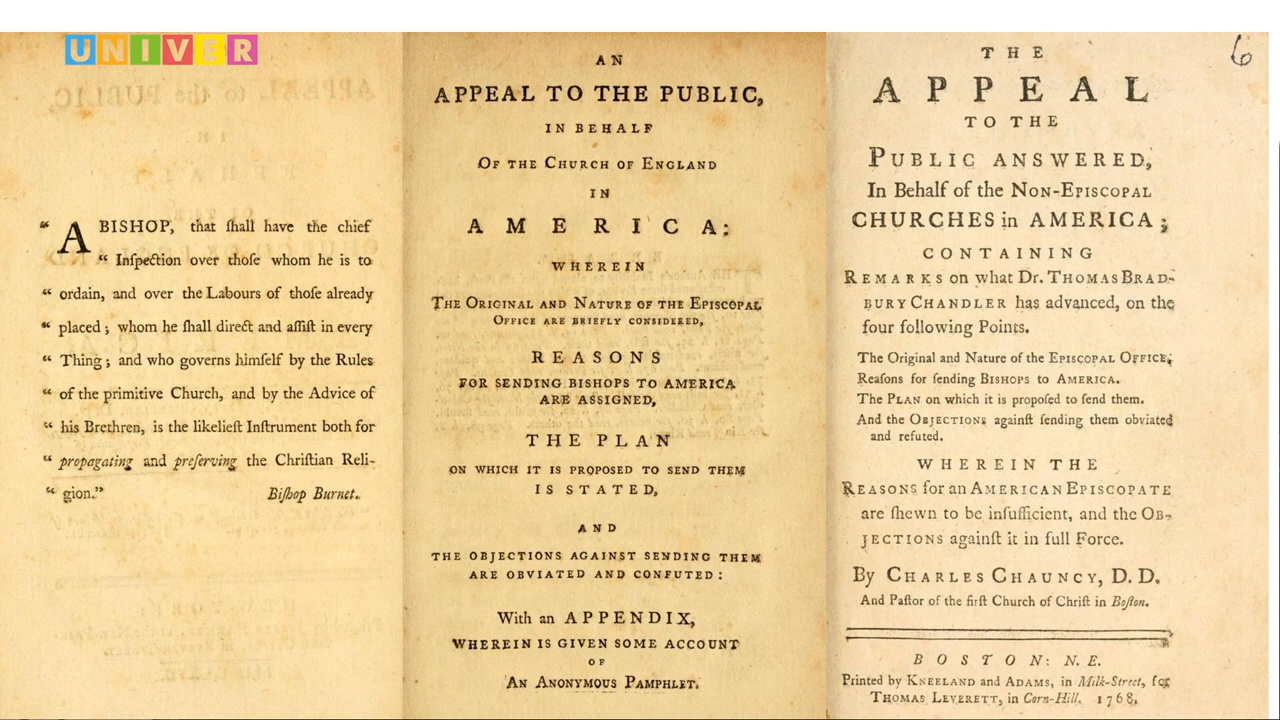 UNIVER
“ A BISHOP, that ſhall have the chief
“ Inſpection over thoſe whom he is to
“ ordain, and over the Labours of thoſe already
“ placed ; whom he ſhall direct and aſſiſt in every
“ Thing ; and who governs himſelf by the Rules
“ of the primitive Church, and by the Advice of
“ his Brethren, is the likelieſt Inſtrument both for
“ propagating and preſerving the Chriſtian Reli-
“ gion.” Biſhop Burnet.
AN
APPEAL TO THE PUBLIC,
IN BEHALF
OF THE CHURCH OF ENGLAND
IN
AMERICA;
WHEREIN
THE ORIGINAL AND NATURE OF THE EPISCOPAL
OFFICE ARE BRIEFLY CONSIDERED,
REASONS
FOR SENDING BISHOPS TO AMERICA
ARE ASSIGNED,
THE PLAN
ON WHICH IT IS PROPOSED TO SEND THEM
IS STATED,
AND
THE OBJECTIONS AGAINST SENDING THEM
ARE OBVIATED AND CONFUTED :
With an APPENDIX,
WHEREIN IS GIVEN SOME ACCOUNT
OF
AN ANONYMOUS PAMPHLET.
6
THE
APPEAL
TO THE
PUBLIC ANSWERED,
In Behalf of the NON-EPISCOPAL
CHURCHES in AMERICA ;
CONTAINING
REMARKS on what Dr. THOMAS BRAD-
BURY CHANDLER has advanced, on the
four following Points.
The Original and Nature of the EPISCOPAL OFFICE.
Reaſons for ſending BISHOPS to AMERICA.
The PLAN on which it is propoſed to ſend them.
And the OBJECTIONS againſt ſending them obviated
and refuted.
WHEREIN THE
REASONS for an AMERICAN EPISCOPATE
are ſhewn to be inſufficient, and the OB-
JECTIONS againſt it in full Force.
By CHARLES CHAUNCY, D. D.
And Paſtor of the firſt Church of Chriſt in Boſton.
BOSTON: N. E.
Printed by KNEELAND and ADAMS, in Milk-Street, for
THOMAS LEVERETT, in Corn-Hill. 1768.